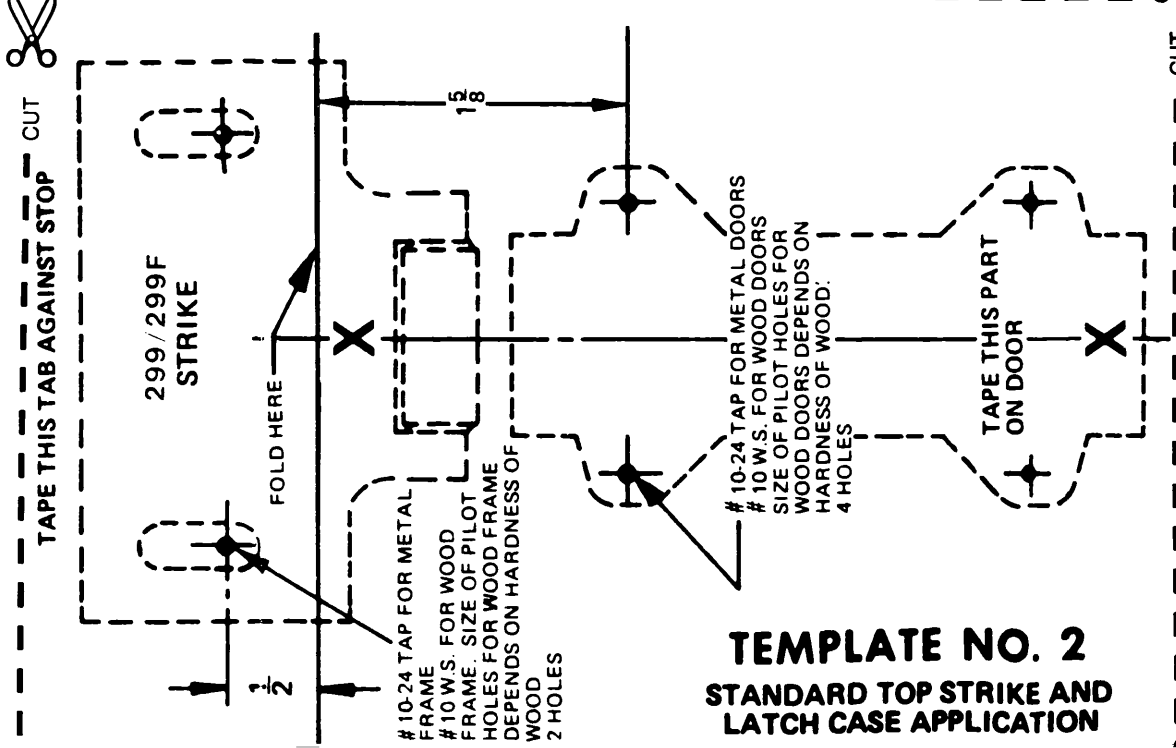 CUT
TAPE THIS TAB AGAINST STOP
299/299F
STRIKE
FOLD HERE
1 5/8
1/2
X
# 10-24 TAP FOR METAL
FRAME
# 10 W.S. FOR WOOD
FRAME. SIZE OF PILOT
HOLES FOR WOOD FRAME
DEPENDS ON HARDNESS OF
WOOD
2 HOLES
# 10-24 TAP FOR METAL DOORS
# 10 W.S. FOR WOOD DOORS
SIZE OF PILOT HOLES FOR
WOOD DOORS DEPENDS ON
HARDNESS OF WOOD.
4 HOLES
TAPE THIS PART
ON DOOR
X
CUT
TEMPLATE NO. 2
STANDARD TOP STRIKE AND
LATCH CASE APPLICATION